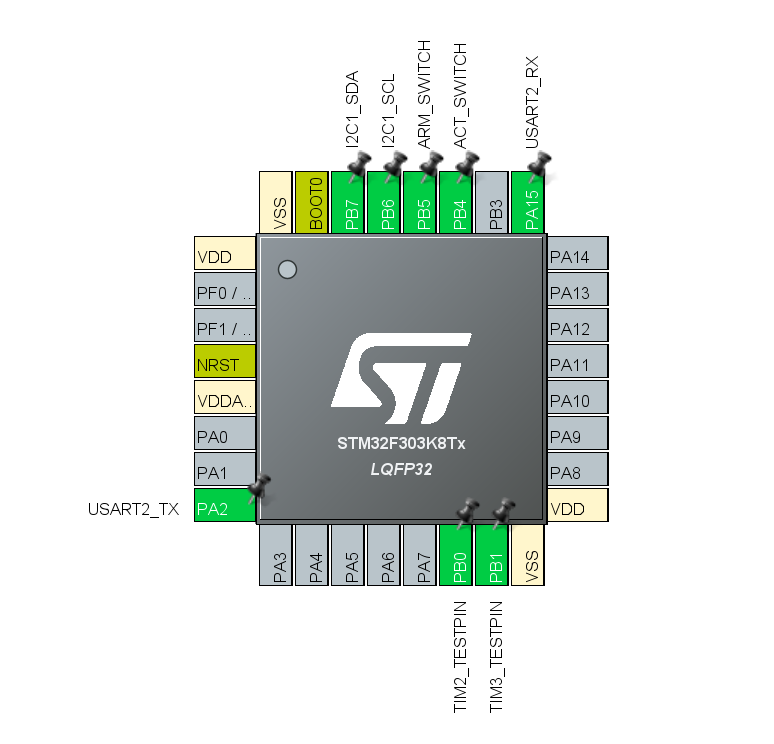 I2C1_SDA
I2C1_SCL
ARM_SWITCH
ACT_SWITCH
USART2_RX
VSS
BOOT0
PB7
PB6
PB5
PB4
PB3
PA15
VDD
PF0 / ..
PF1 / ..
NRST
VDDA..
PA0
PA1
USART2_TX
PA2
ST
STM32F303K8Tx
LQFP32
PA14
PA13
PA12
PA11
PA10
PA9
PA8
VDD
PA3
PA4
PA5
PA6
PA7
PB0
PB1
VSS
TIM2_TESTPIN
TIM3_TESTPIN